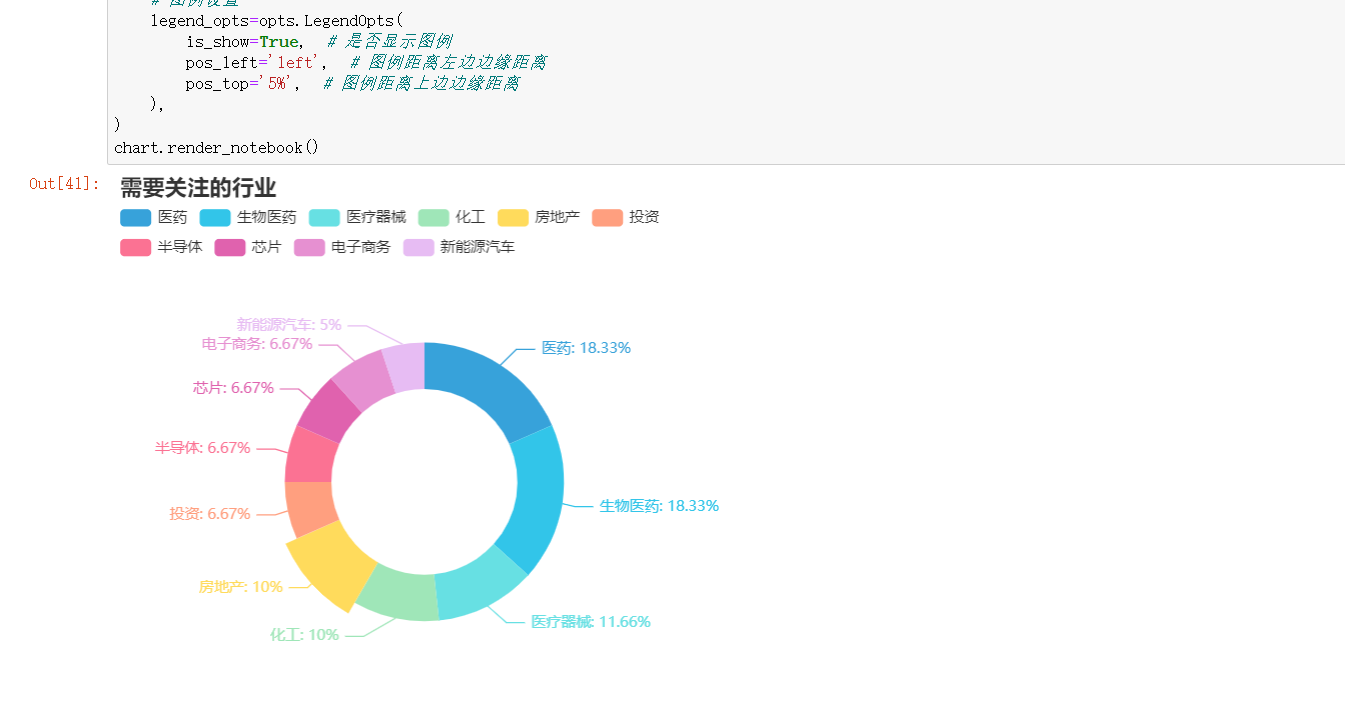 # 图例设置
legend_opts=opts.LegendOpts(
is_show=True,  # 是否显示图例
pos_left='left',  # 图例距离左边边缘距离
pos_top='5%',  # 图例距离上边边缘距离
),
)
chart.render_notebook()
Out[41]:
需要关注的行业
医药 生物医药 医疗器械 化工 房地产 投资
半导体 芯片 电子商务 新能源汽车
新能源汽车: 5%
电子商务: 6.67%
医药: 18.33%
芯片: 6.67%
半导体: 6.67%
生物医药: 18.33%
投资: 6.67%
房地产: 10%
医疗器械: 11.66%
化工: 10%